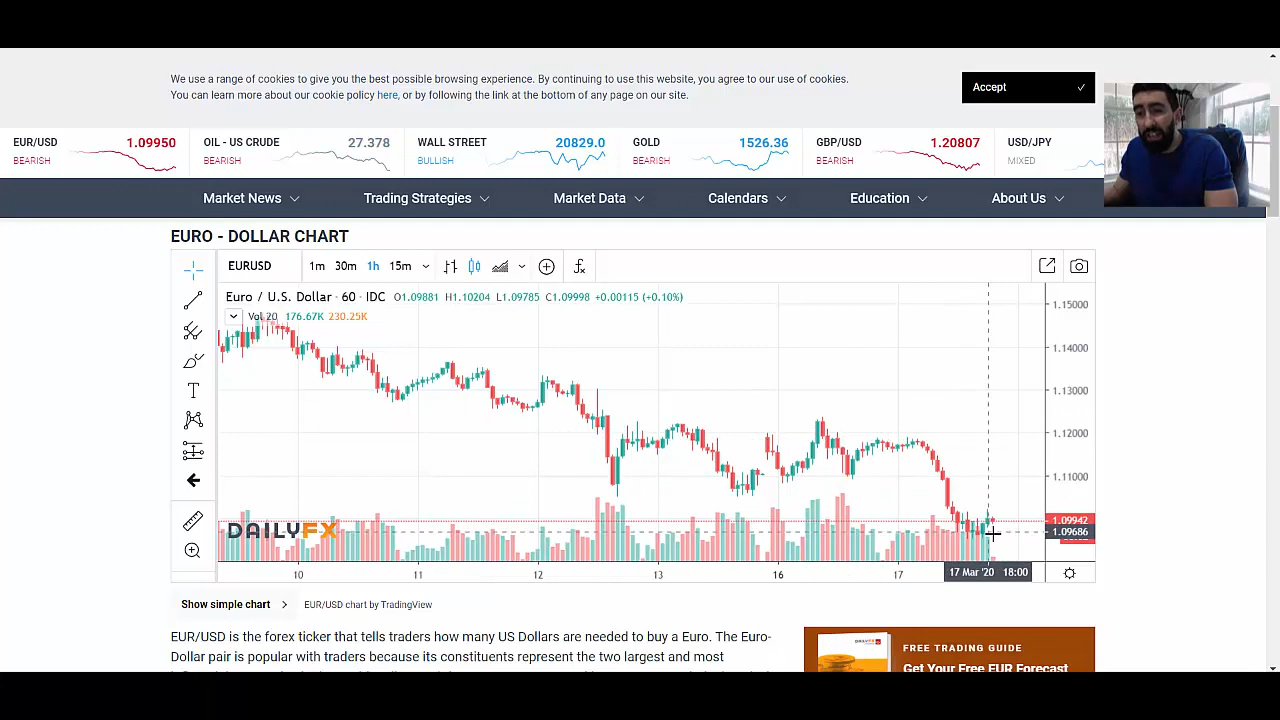 We use a range of cookies to give you the best possible browsing experience. By continuing to use this website, you agree to our use of cookies.
You can learn more about our cookie policy here, or by following the link at the bottom of any page on our site.
Accept
EUR/USD 1.09950
BEARISH
OIL - US CRUDE 27.378
BEARISH
WALL STREET 20829.0
BULLISH
GOLD 1526.36
BEARISH
GBP/USD 1.20807
BEARISH
USD/JPY
MIXED
Market News
Trading Strategies
Market Data
Calendars
Education
About Us
EURO - DOLLAR CHART
EURUSD 1m 30m 1h 15m
Euro / U.S. Dollar · 60 · IDC O1.09881 H1.10204 L1.09785 C1.09998 +0.00115 (+0.10%)
Vol 20 176.67K 230.25K
1.15000
1.14000
1.13000
1.12000
1.11000
1.09942
1.09686
DAILYFX
10 11 12 13 16 17
17 Mar '20 18:00
Show simple chart
EUR/USD chart by TradingView
EUR/USD is the forex ticker that tells traders how many US Dollars are needed to buy a Euro. The Euro-
Dollar pair is popular with traders because its constituents represent the two largest and most
FREE TRADING GUIDE
Get Your Free EUR Forecast